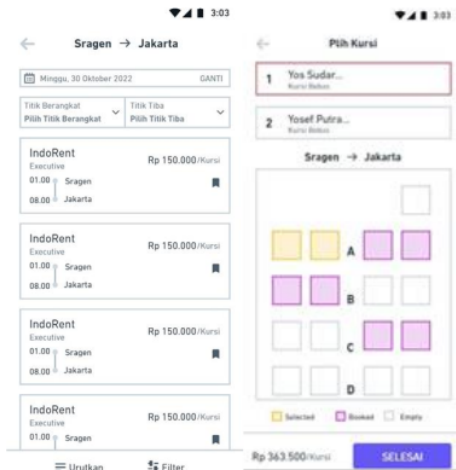 3:03
Sragen → Jakarta
Minggu, 30 Oktober 2022 GANTI
Titik Berangkat
Pilih Titik Berangkat
Titik Tiba
Pilih Titik Tiba
IndoRent
Executive
Rp 150.000/Kursi
01.00 Sragen
08.00 Jakarta
IndoRent
Executive
Rp 150.000/Kursi
01.00 Sragen
08.00 Jakarta
IndoRent
Executive
Rp 150.000/Kursi
01.00 Sragen
08.00 Jakarta
IndoRent
Executive
Rp 150.000/Kursi
01.00 Sragen
Urutkan Filter
3:03
Plih Kursi
1 Yos Sudar...
Kursi Bebas
2 Yosef Putra...
Kursi Bebas
Sragen → Jakarta
A
B
C
D
Selected Booked Empty
Rp 363.500/Kursi SELESAI